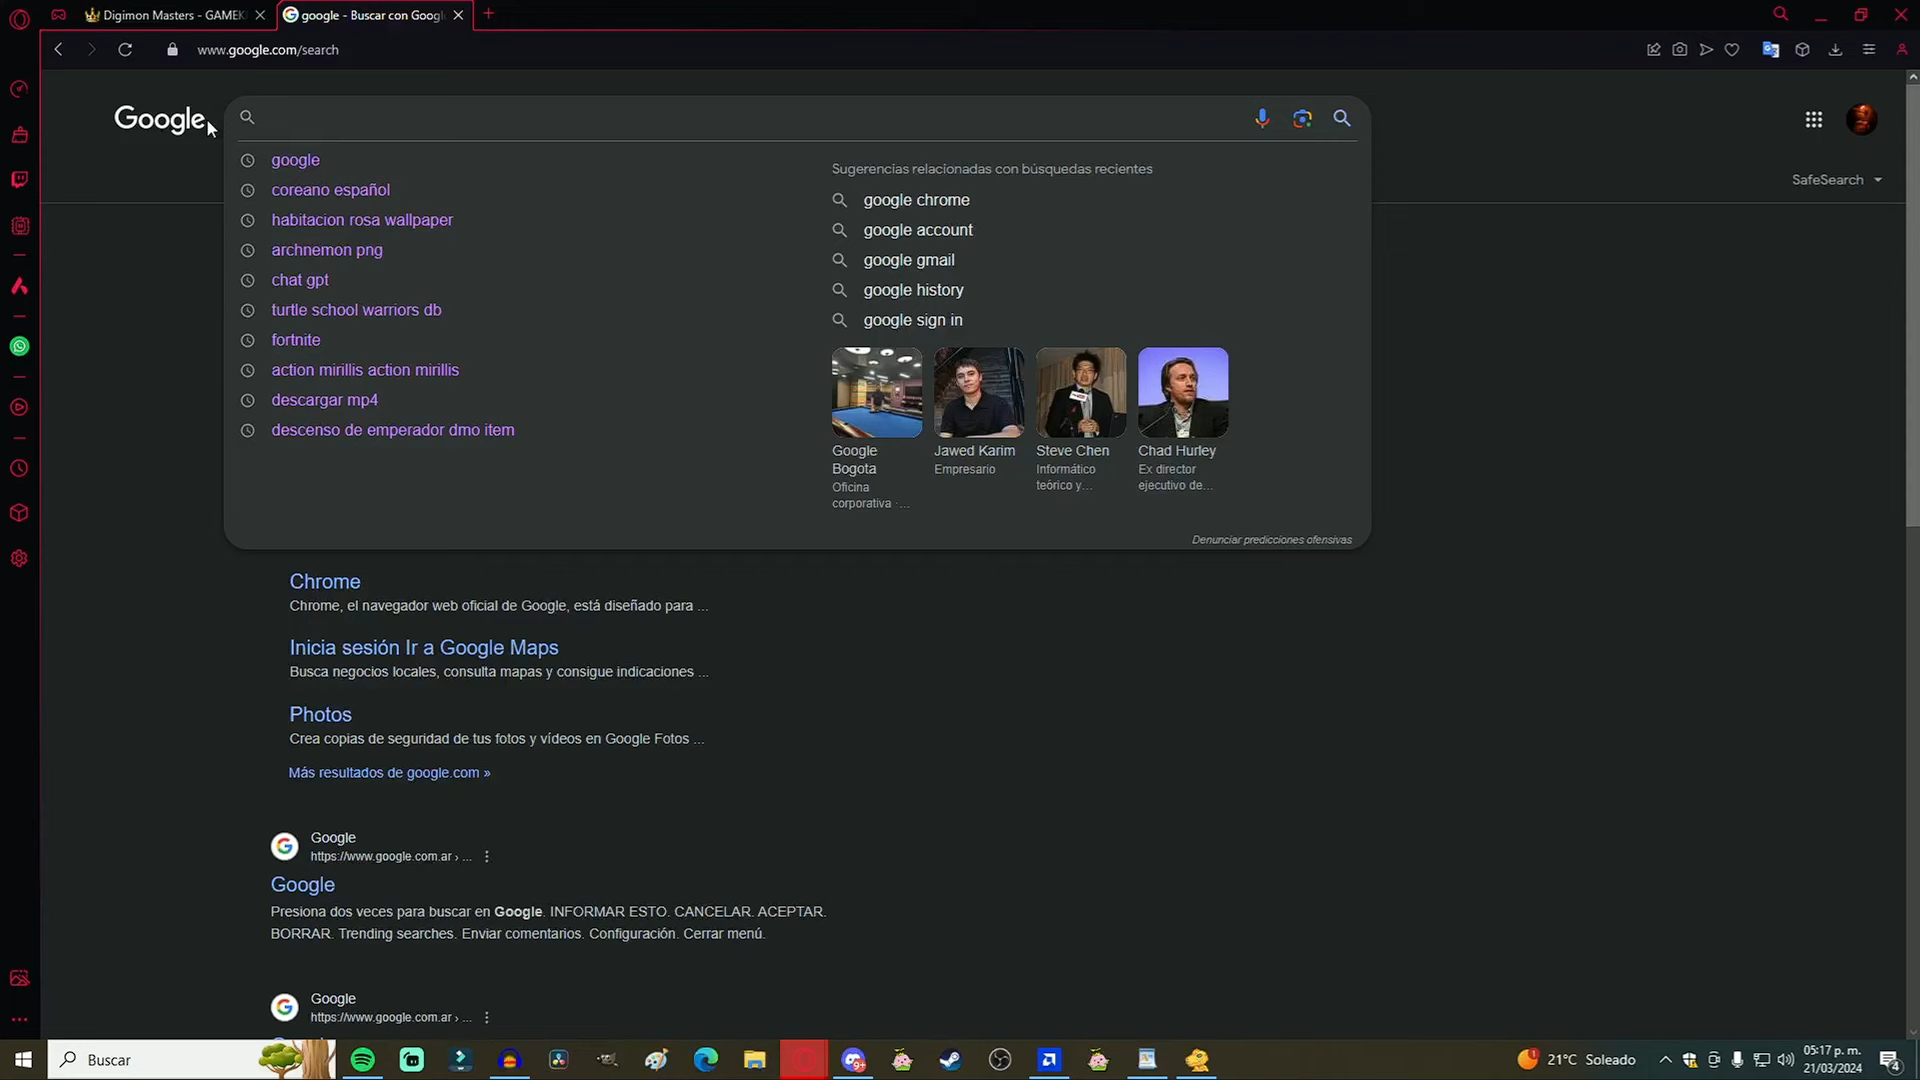 Digimon Masters - GAMEK
google - Buscar con Googl
www.google.com/search
Google
google
coreano español
habitacion rosa wallpaper
archnemon png
chat gpt
turtle school warriors db
fortnite
action mirillis action mirillis
descargar mp4
descenso de emperador dmo item
Sugerencias relacionadas con búsquedas recientes
google chrome
google account
google gmail
google history
google sign in
Google
Bogota
Oficina
corporativa · ...
Jawed Karim
Empresario
Steve Chen
Informático
teórico y...
Chad Hurley
Ex director
ejecutivo de...
Denunciar predicciones ofensivas
SafeSearch
Chrome
Chrome, el navegador web oficial de Google, está diseñado para ...
Inicia sesión Ir a Google Maps
Busca negocios locales, consulta mapas y consigue indicaciones ...
Photos
Crea copias de seguridad de tus fotos y vídeos en Google Fotos ...
Más resultados de google.com »
Google
https://www.google.com.ar › ...
Google
Presiona dos veces para buscar en Google. INFORMAR ESTO. CANCELAR. ACEPTAR.
BORRAR. Trending searches. Enviar comentarios. Configuración. Cerrar menú.
Google
https://www.google.com.ar › ...
Buscar
21°C Soleado
05:17 p. m.
21/03/2024
4